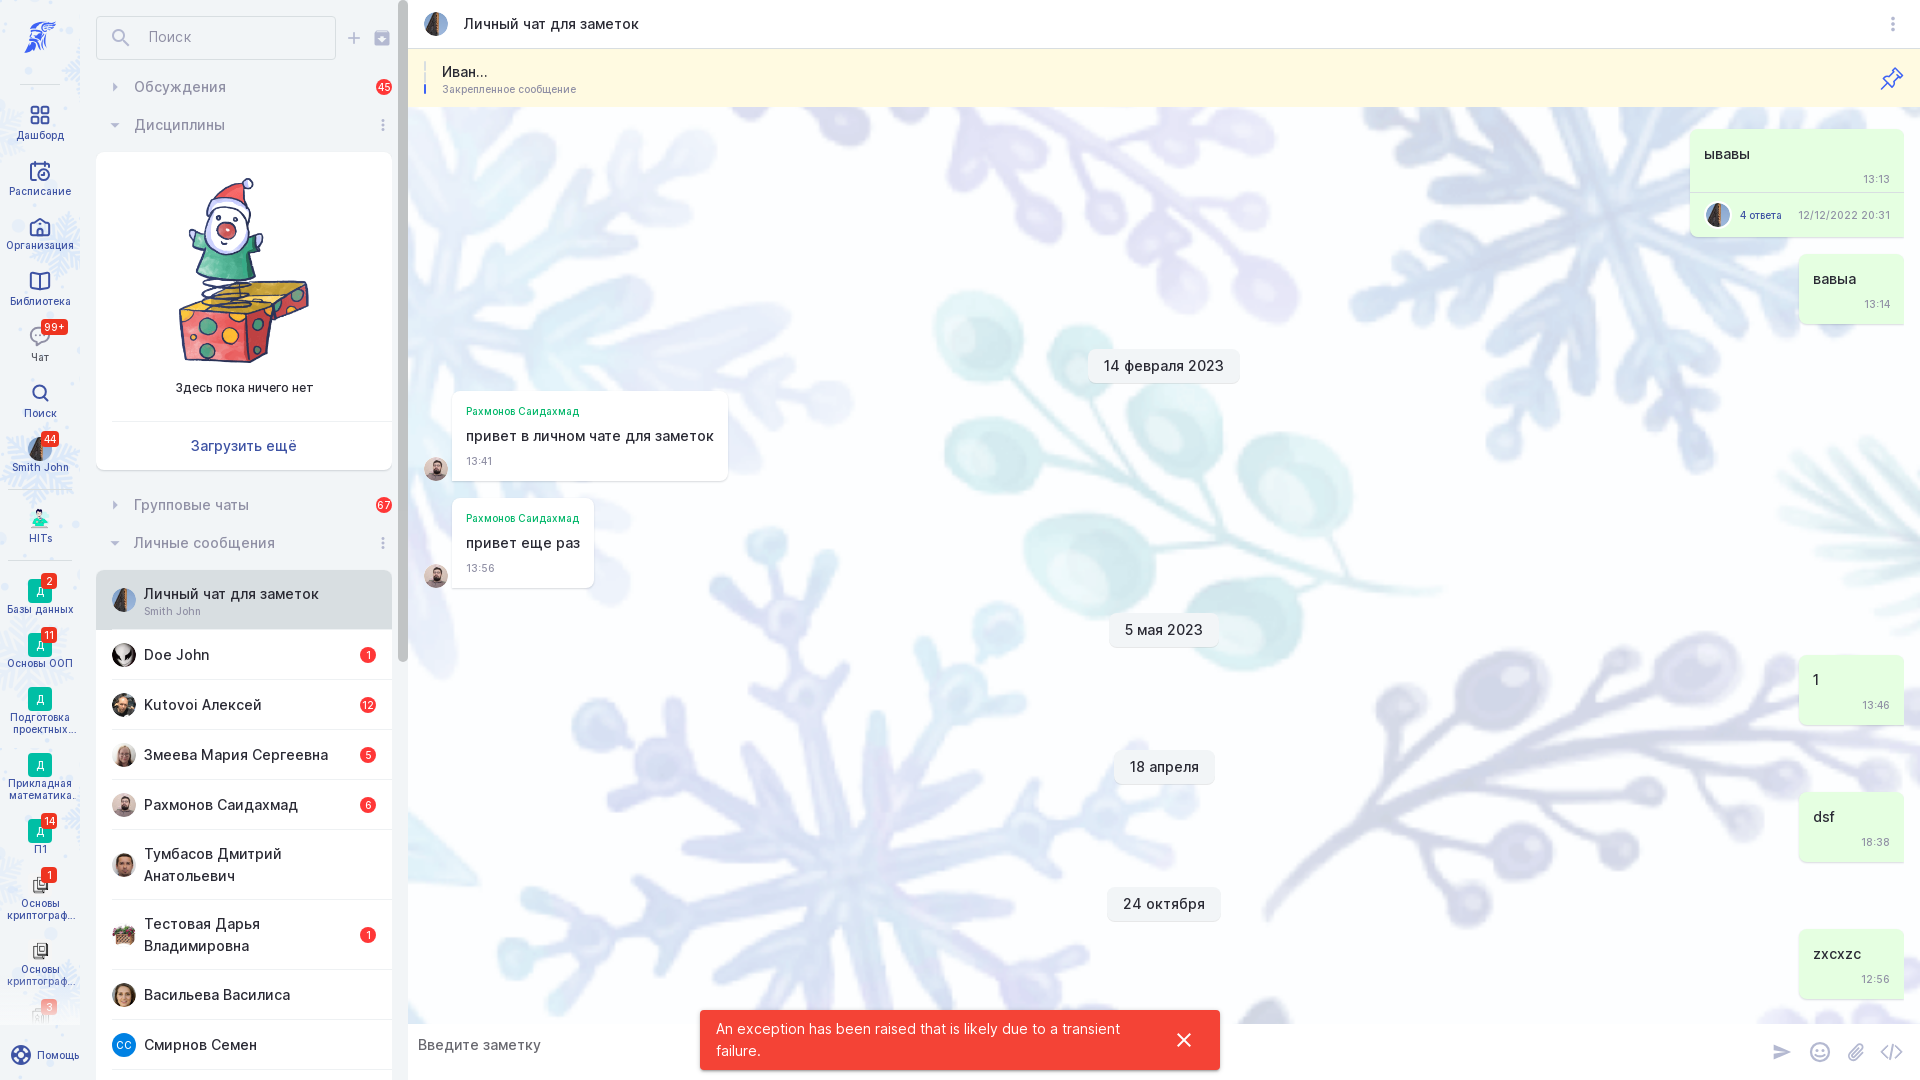 Дашборд
Расписание
Организация
Библиотека
99+
Чат
Поиск
44
Smith John
HITs
2
Д
Базы данных
11
Д
Основы ООП
Д
Подготовка
проектных...
Д
Прикладная
математика.
14
Д
П1
1
Основы
криптограф...
Основы
криптограф...
3
Помощь
Поиск
Обсуждения
45
Дисциплины
Здесь пока ничего нет
Загрузить ещё
Групповые чаты
67
Личные сообщения
Личный чат для заметок
Smith John
Doe John
1
Kutovoi Алексей
12
Змеева Мария Сергеевна
5
Рахмонов Саидахмад
6
Тумбасов Дмитрий
Анатольевич
Тестовая Дарья
Владимировна
1
Васильева Василиса
СС
Смирнов Семен
Личный чат для заметок
Иван...
Закрепленное сообщение
ывавы
13:13
4 ответа
12/12/2022 20:31
вавыа
13:14
14 февраля 2023
Рахмонов Саидахмад
привет в личном чате для заметок
13:41
Рахмонов Саидахмад
привет еще раз
13:56
5 мая 2023
1
13:46
18 апреля
dsf
18:38
24 октября
zxcxzc
12:56
An exception has been raised that is likely due to a transient
failure.
Введите заметку